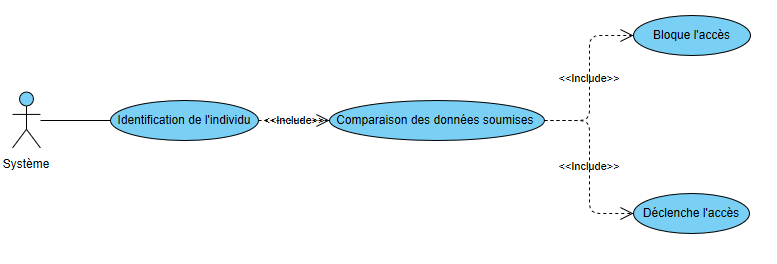 Bloque l'accès
<<Include>>
Identification de l'individu
<<Include>>
Comparaison des données soumises
Système
<<Include>>
Déclenche l'accès